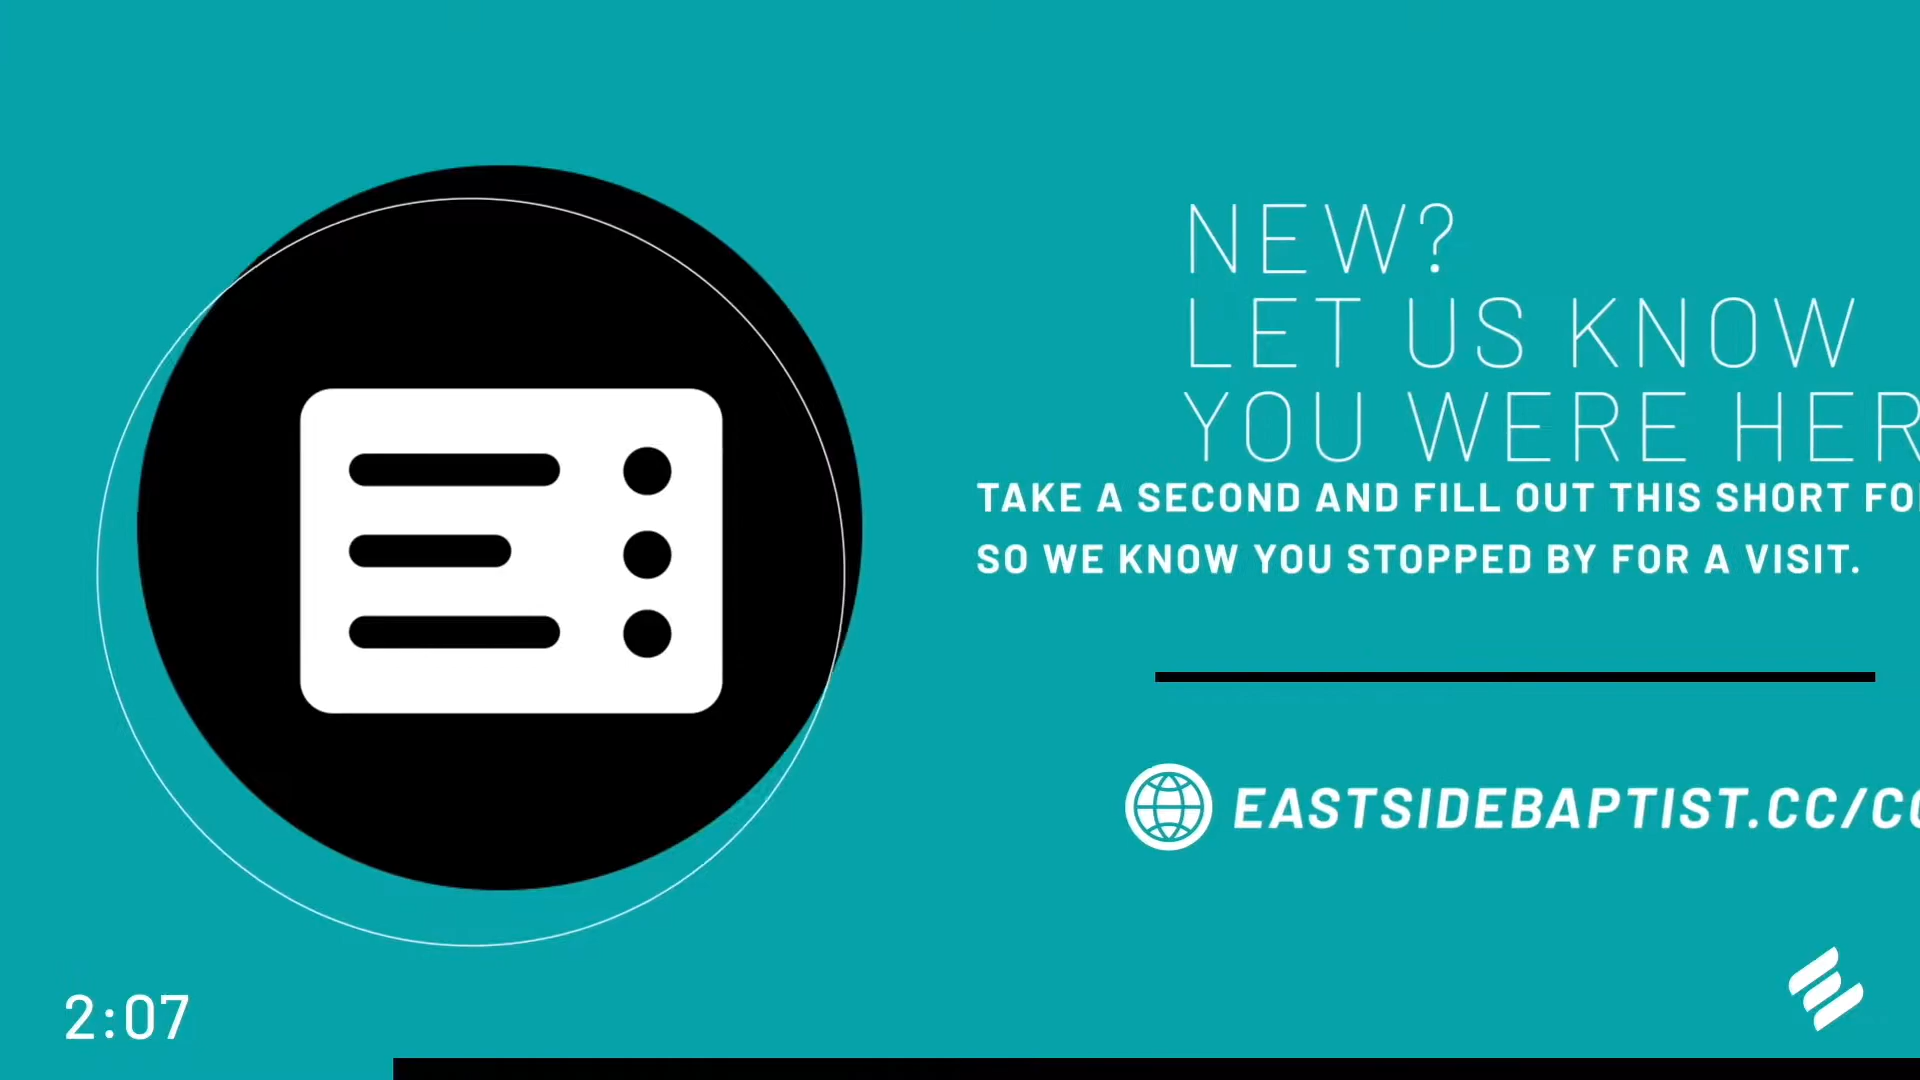 NEW?
LET US KNOW
YOU WERE HER
TAKE A SECOND AND FILL OUT THIS SHORT FO
SO WE KNOW YOU STOPPED BY FOR A VISIT.
EASTSIDEBAPTIST.CC/CO
2:07